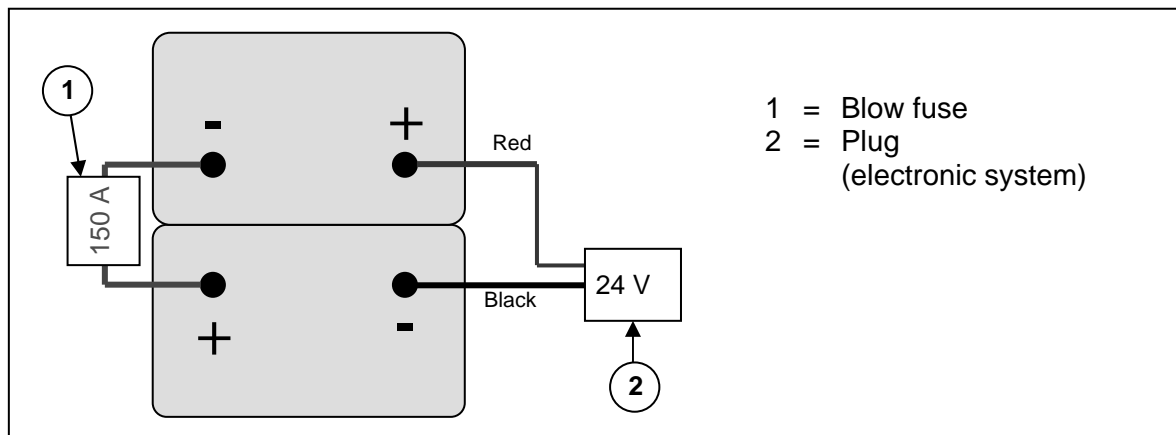 1
-
+
Red
1 = Blow fuse
2 = Plug
(electronic system)
150 A
24 V
Black
+
-
2